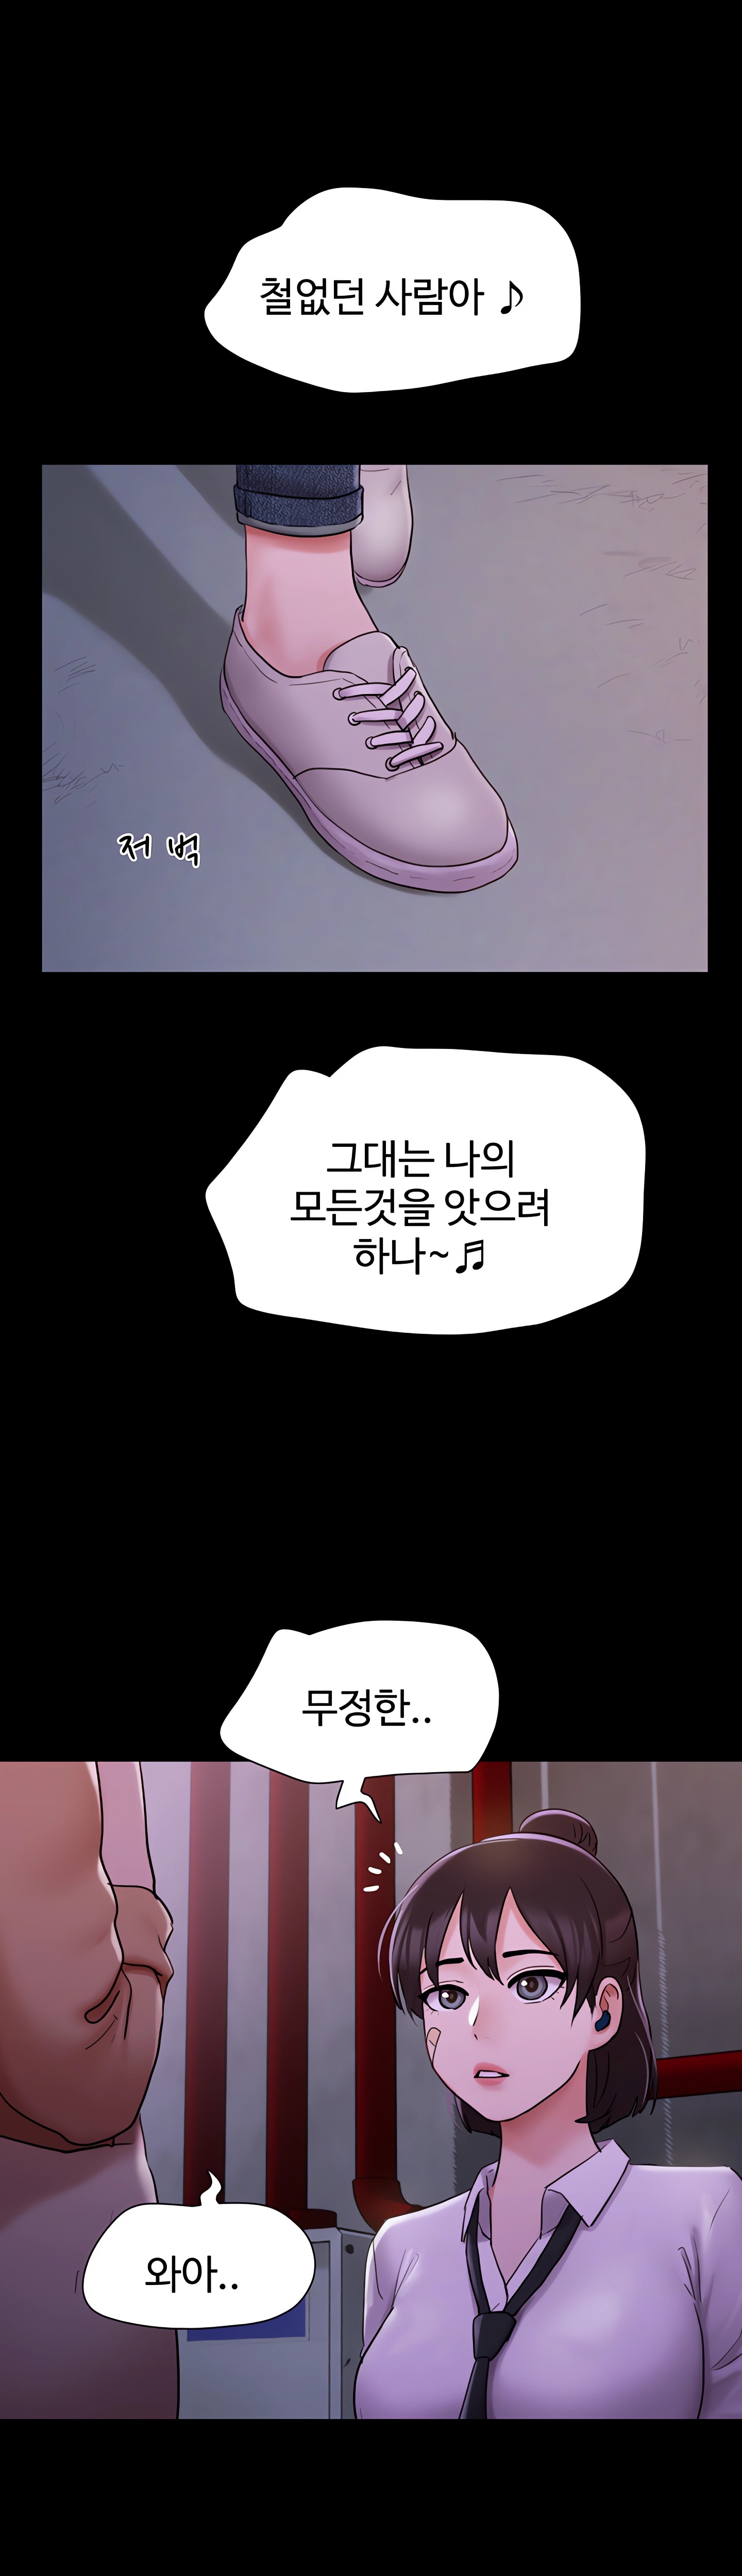 철없던 사람아 ♪
저 벅
그대는 나의
모든것을 앗으려
하나~♬
무정한..
와아..